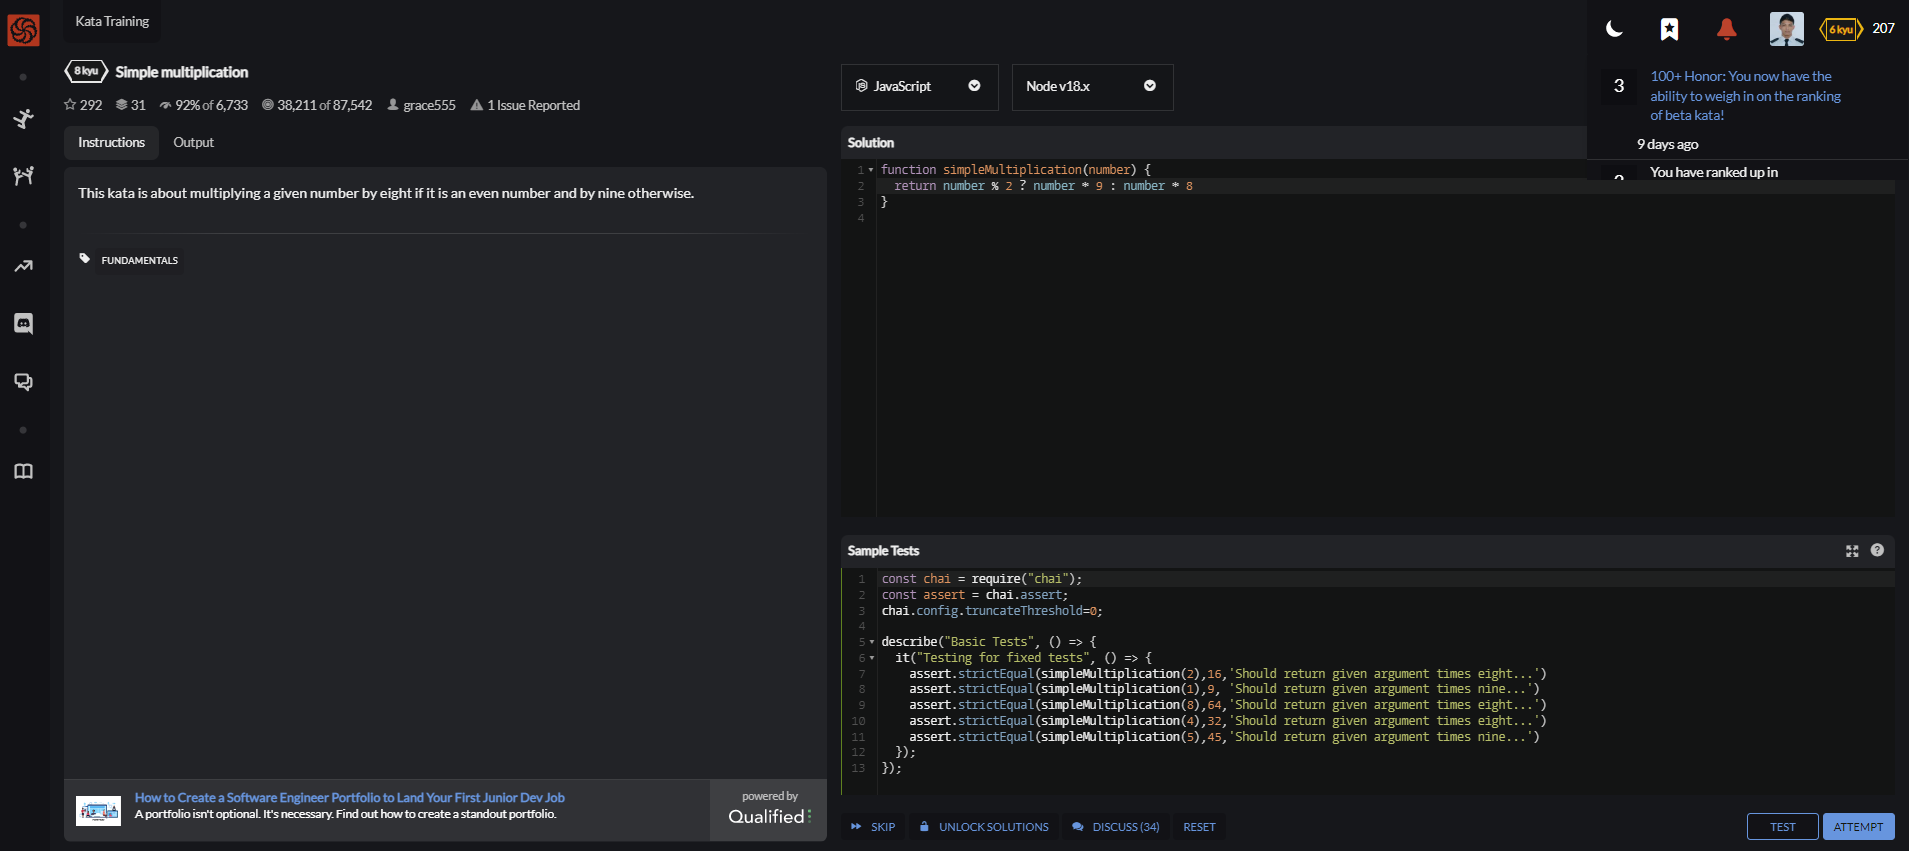 Kata Training
8 kyu Simple multiplication
292 31 92% of 6,733 38,211 of 87,542 grace555 1 Issue Reported
Instructions Output
This kata is about multiplying a given number by eight if it is an even number and by nine otherwise.
FUNDAMENTALS
How to Create a Software Engineer Portfolio to Land Your First Junior Dev Job
A portfolio isn't optional. It's necessary. Find out how to create a standout portfolio.
powered by
Qualified
JavaScript Node v18.x
Solution
1 function simpleMultiplication(number) {
2 return number % 2 ? number * 9 : number * 8
3 }
4
Sample Tests
1 const chai = require("chai");
2 const assert = chai.assert;
3 chai.config.truncateThreshold=0;
4
5 describe("Basic Tests", () => {
6 it("Testing for fixed tests", () => {
7 assert.strictEqual(simpleMultiplication(2),16,'Should return given argument times eight...')
8 assert.strictEqual(simpleMultiplication(1),9, 'Should return given argument times nine...')
9 assert.strictEqual(simpleMultiplication(8),64,'Should return given argument times eight...')
10 assert.strictEqual(simpleMultiplication(4),32,'Should return given argument times eight...')
11 assert.strictEqual(simpleMultiplication(5),45,'Should return given argument times nine...')
12 });
13 });
SKIP UNLOCK SOLUTIONS DISCUSS (34) RESET
TEST ATTEMPT
6 kyu 207
3 100+ Honor: You now have the
ability to weigh in on the ranking
of beta kata!
9 days ago
You have ranked up in